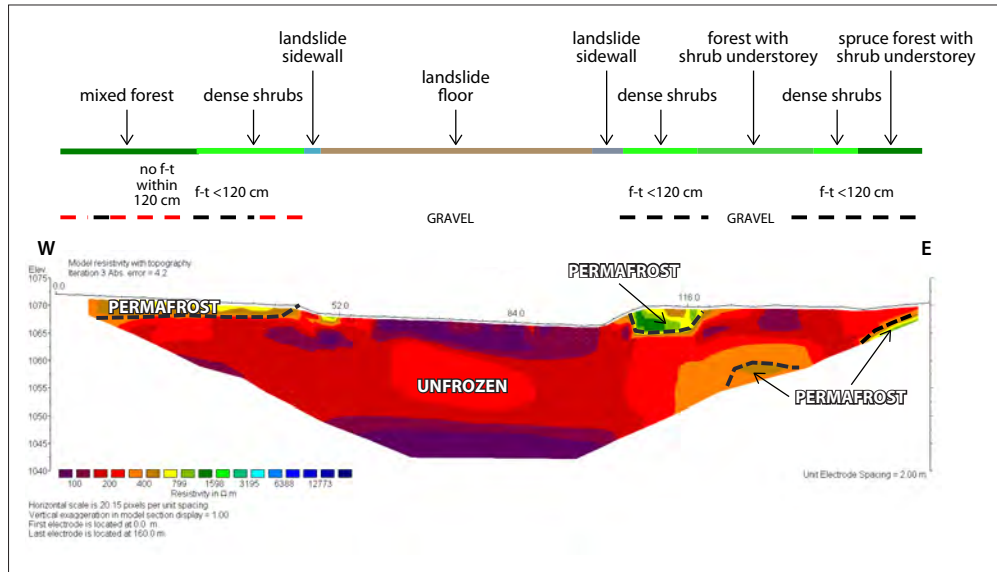 landslide
sidewall
landslide
sidewall
forest with
shrub understorey
spruce forest with
shrub understorey
mixed forest
dense shrubs
landslide
floor
dense shrubs
dense shrubs
no f-t
within
120 cm
f-t <120 cm
GRAVEL
f-t <120 cm
GRAVEL
f-t <120 cm
W
E
Model resistivity with topography
Iteration 3 Abs. error = 4.2
Elev.
1075
1070
1065
1060
1055
1050
1045
1040
0.0
52.0
84.0
116.0
PERMAFROST
PERMAFROST
UNFROZEN
PERMAFROST
100 200 400 799 1598 3195 6388 12773
Resistivity in Ω m
Unit Electrode Spacing = 2.00 m
Horizontal scale is 20.15 pixels per unit spacing
Vertical exaggeration in model section display = 1.00
First electrode is located at 0.0 m.
Last electrode is located at 160.0 m.